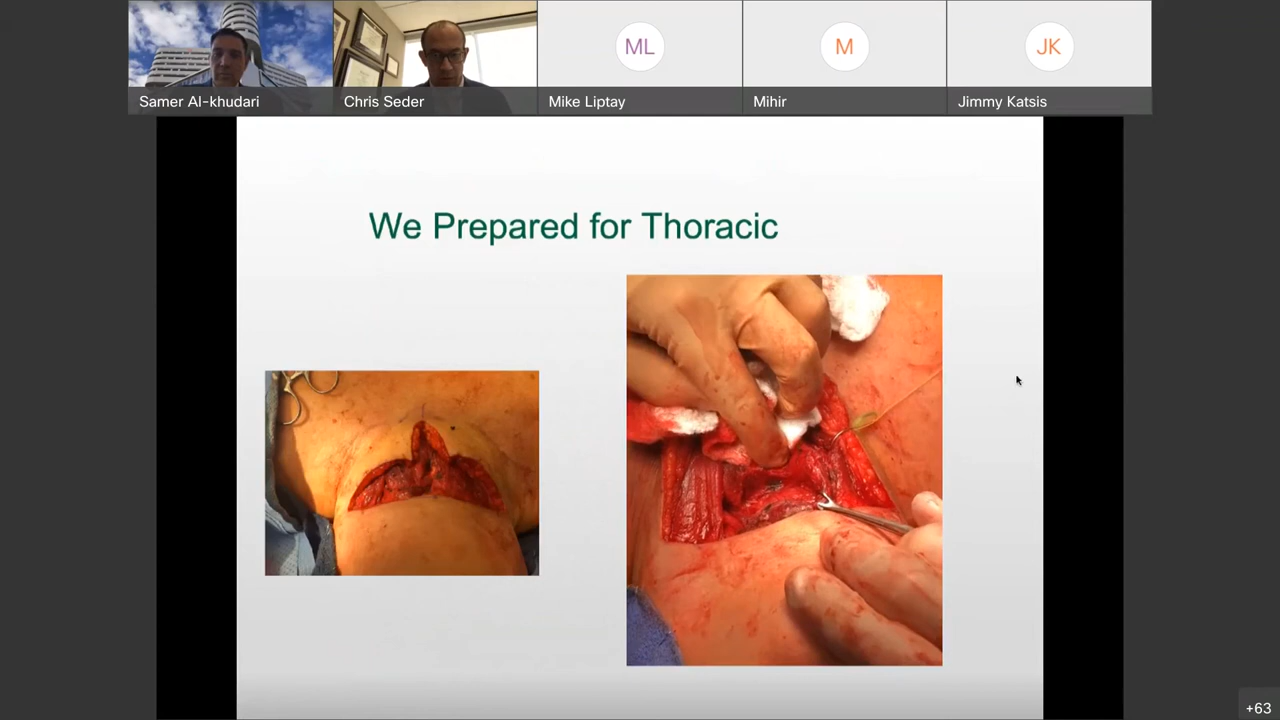 Samer Al-khudari
Chris Seder
ML
Mike Liptay
M
Mihir
JK
Jimmy Katsis
We Prepared for Thoracic
+63